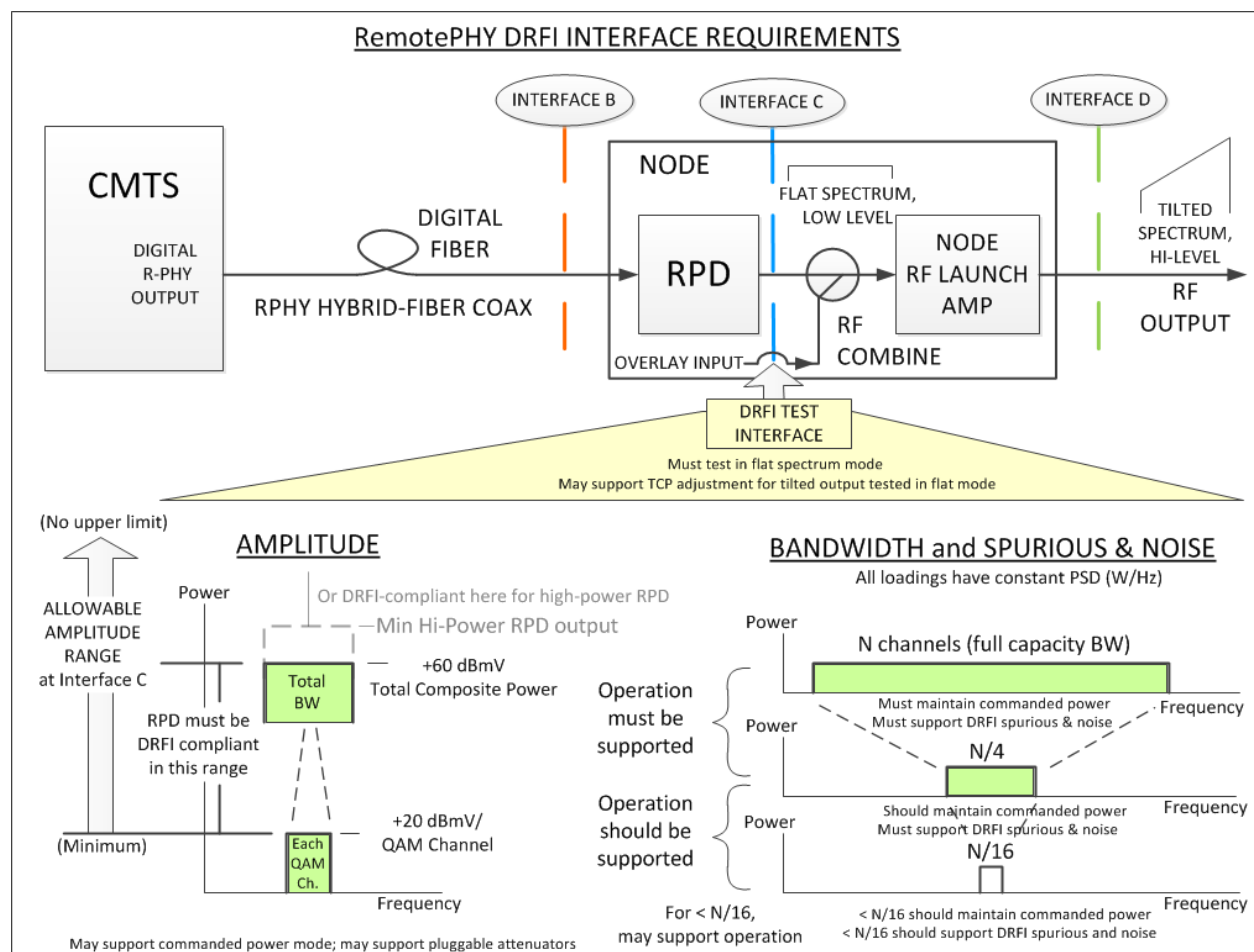 RemotePHY DRFI INTERFACE REQUIREMENTS
INTERFACE B
INTERFACE C
INTERFACE D
CMTS
DIGITAL
R-PHY
OUTPUT
DIGITAL
FIBER
RPHY HYBRID-FIBER COAX
NODE
RPD
FLAT SPECTRUM,
LOW LEVEL
NODE
RF LAUNCH
AMP
TILTED
SPECTRUM,
HI-LEVEL
RF
OUTPUT
RF
COMBINE
OVERLAY INPUT
DRFI TEST
INTERFACE
Must test in flat spectrum mode
May support TCP adjustment for tilted output tested in flat mode
(No upper limit)
ALLOWABLE
AMPLITUDE
RANGE
at Interface C
(Minimum)
AMPLITUDE
Power
Or DRFI-compliant here for high-power RPD
Min Hi-Power RPD output
+60 dBmV
Total Composite Power
Total
BW
RPD must be
DRFI compliant
in this range
+20 dBmV/
QAM Channel
Each
QAM
Ch.
Frequency
May support commanded power mode; may support pluggable attenuators
BANDWIDTH and SPURIOUS & NOISE
All loadings have constant PSD (W/Hz)
Power
N channels (full capacity BW)
Operation
must be
supported
Must maintain commanded power
Must support DRFI spurious & noise
Frequency
Power
N/4
Operation
should be
supported
Should maintain commanded power
Must support DRFI spurious & noise
Frequency
Power
N/16
Frequency
For < N/16,
may support operation
< N/16 should maintain commanded power
< N/16 should support DRFI spurious and noise